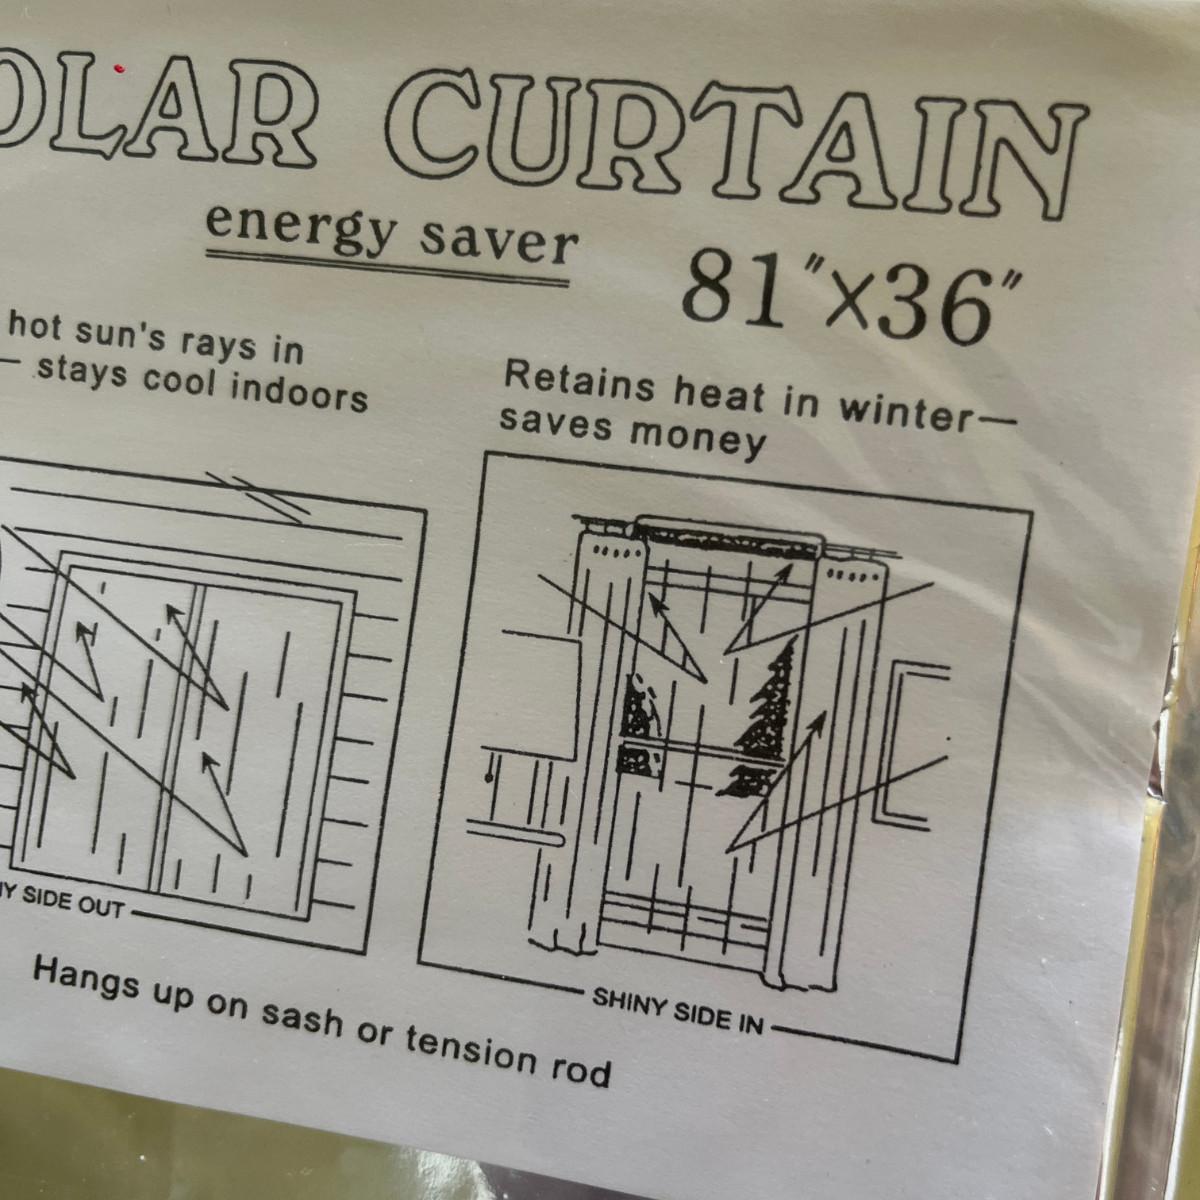 OLAR CURTAIN
energy saver
81"X36"
hot sun's rays in
— stays cool indoors
Retains heat in winter—
saves money
Y SIDE OUT
SHINY SIDE IN
Hangs up on sash or tension rod